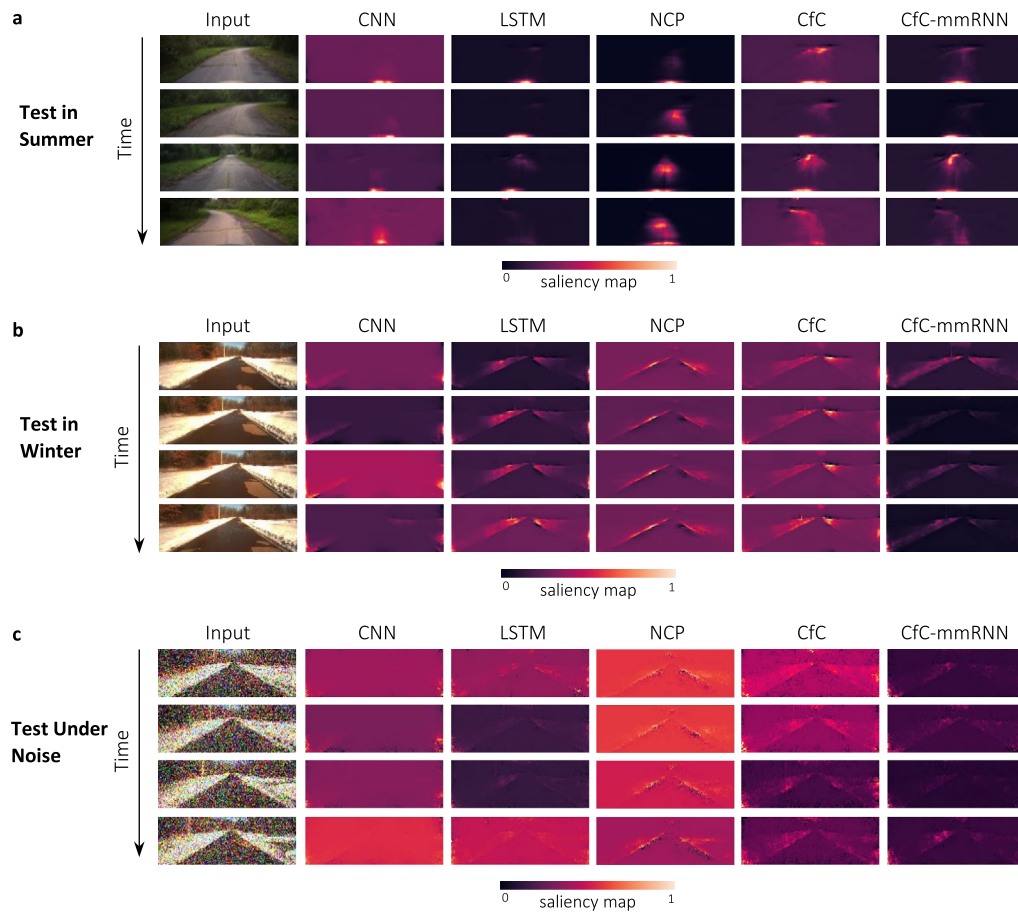 a
Input CNN LSTM NCP CfC CfC-mmRNN
Test in
Summer
Time
0 1
saliency map
b
Input CNN LSTM NCP CfC CfC-mmRNN
Test in
Winter
Time
0 1
saliency map
c
Input CNN LSTM NCP CfC CfC-mmRNN
Test Under
Noise
Time
0 1
saliency map